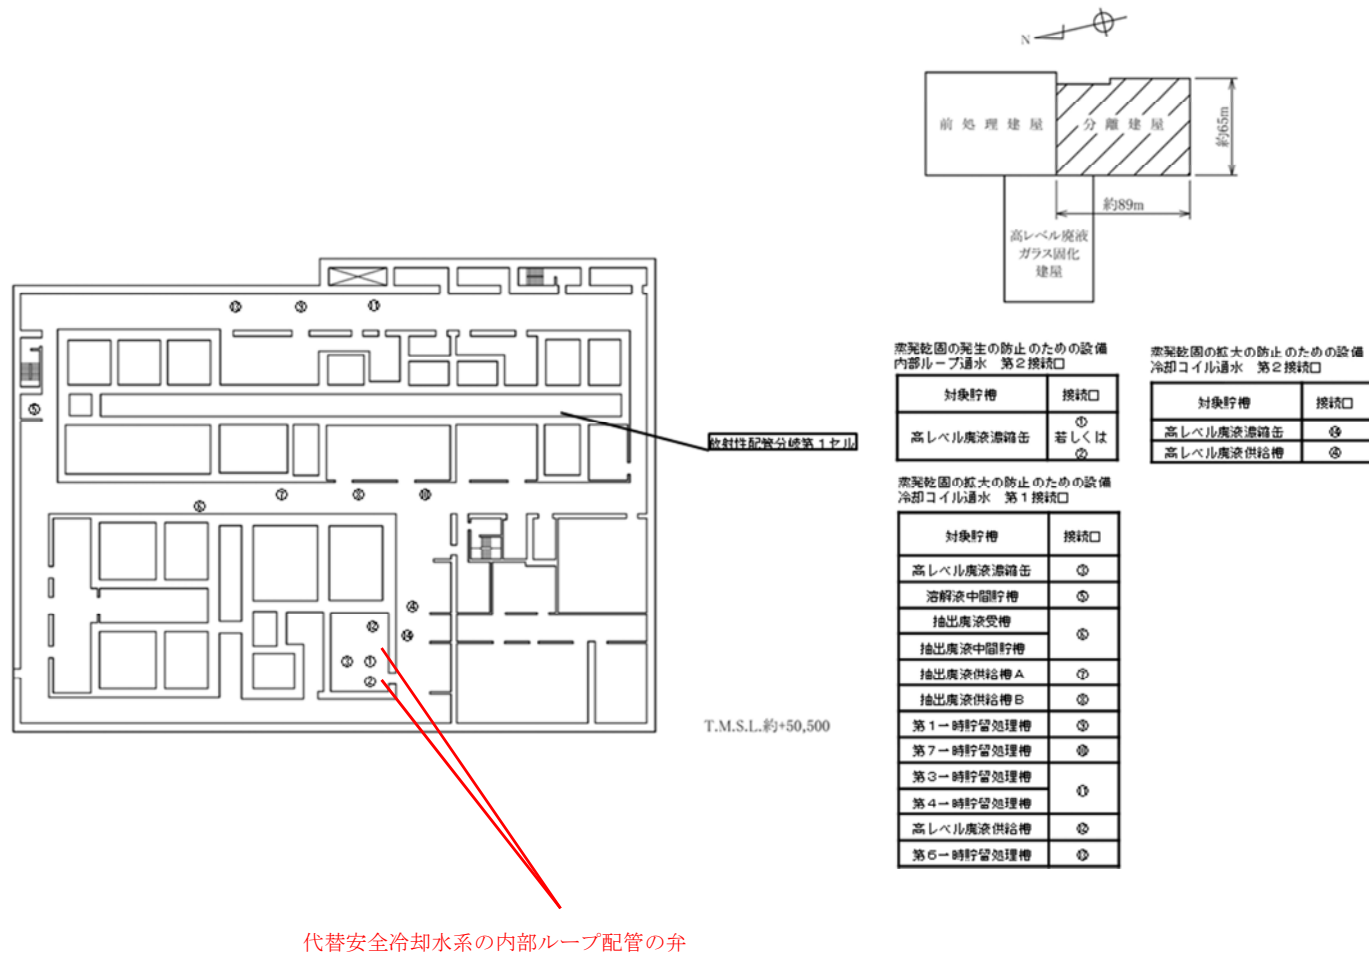 N
前処理建屋
分離建屋
約65m
約89m
高レベル廃液
ガラス固化
建屋
⑨
⑪
⑤
放射性配管分岐第1セル
⑦
⑧
⑩
⑥
④
⑫
⑭
③ ①
②
T.M.S.L.約+50,500
代替安全冷却水系の内部ループ配管の弁
蒸発乾固の発生の防止のための設備
内部ループ通水 第2接続口
対象貯槽 接続口
高レベル廃液濃縮缶 ①
若しくは
②
蒸発乾固の拡大の防止のための設備
冷却コイル通水 第2接続口
対象貯槽 接続口
高レベル廃液濃縮缶 ⑭
高レベル廃液供給槽 ④
蒸発乾固の拡大の防止のための設備
冷却コイル通水 第1接続口
対象貯槽 接続口
高レベル廃液濃縮缶 ③
溶解液中間貯槽 ⑤
抽出廃液受槽 ⑥
抽出廃液中間貯槽
抽出廃液供給槽A ⑦
抽出廃液供給槽B ⑧
第1一時貯留処理槽 ⑨
第7一時貯留処理槽 ⑩
第3一時貯留処理槽 ⑪
第4一時貯留処理槽
高レベル廃液供給槽 ⑫
第6一時貯留処理槽 ⑬